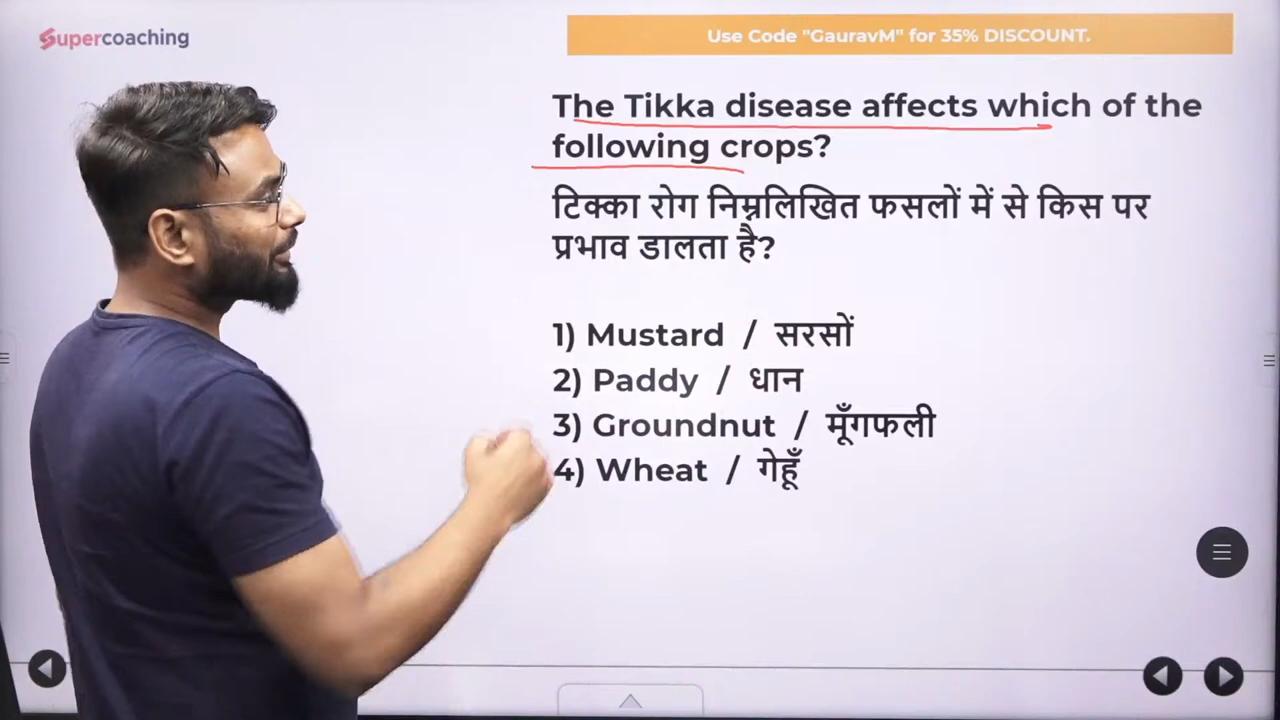 Supercoaching
Use Code "GauravM" for 35% DISCOUNT.
The Tikka disease affects which of the
following crops?
टिक्का रोग निम्नलिखित फसलों में से किस पर
प्रभाव डालता है?
1) Mustard / सरसों
2) Paddy / धान
3) Groundnut / मूँगफली
4) Wheat / गेहूँ